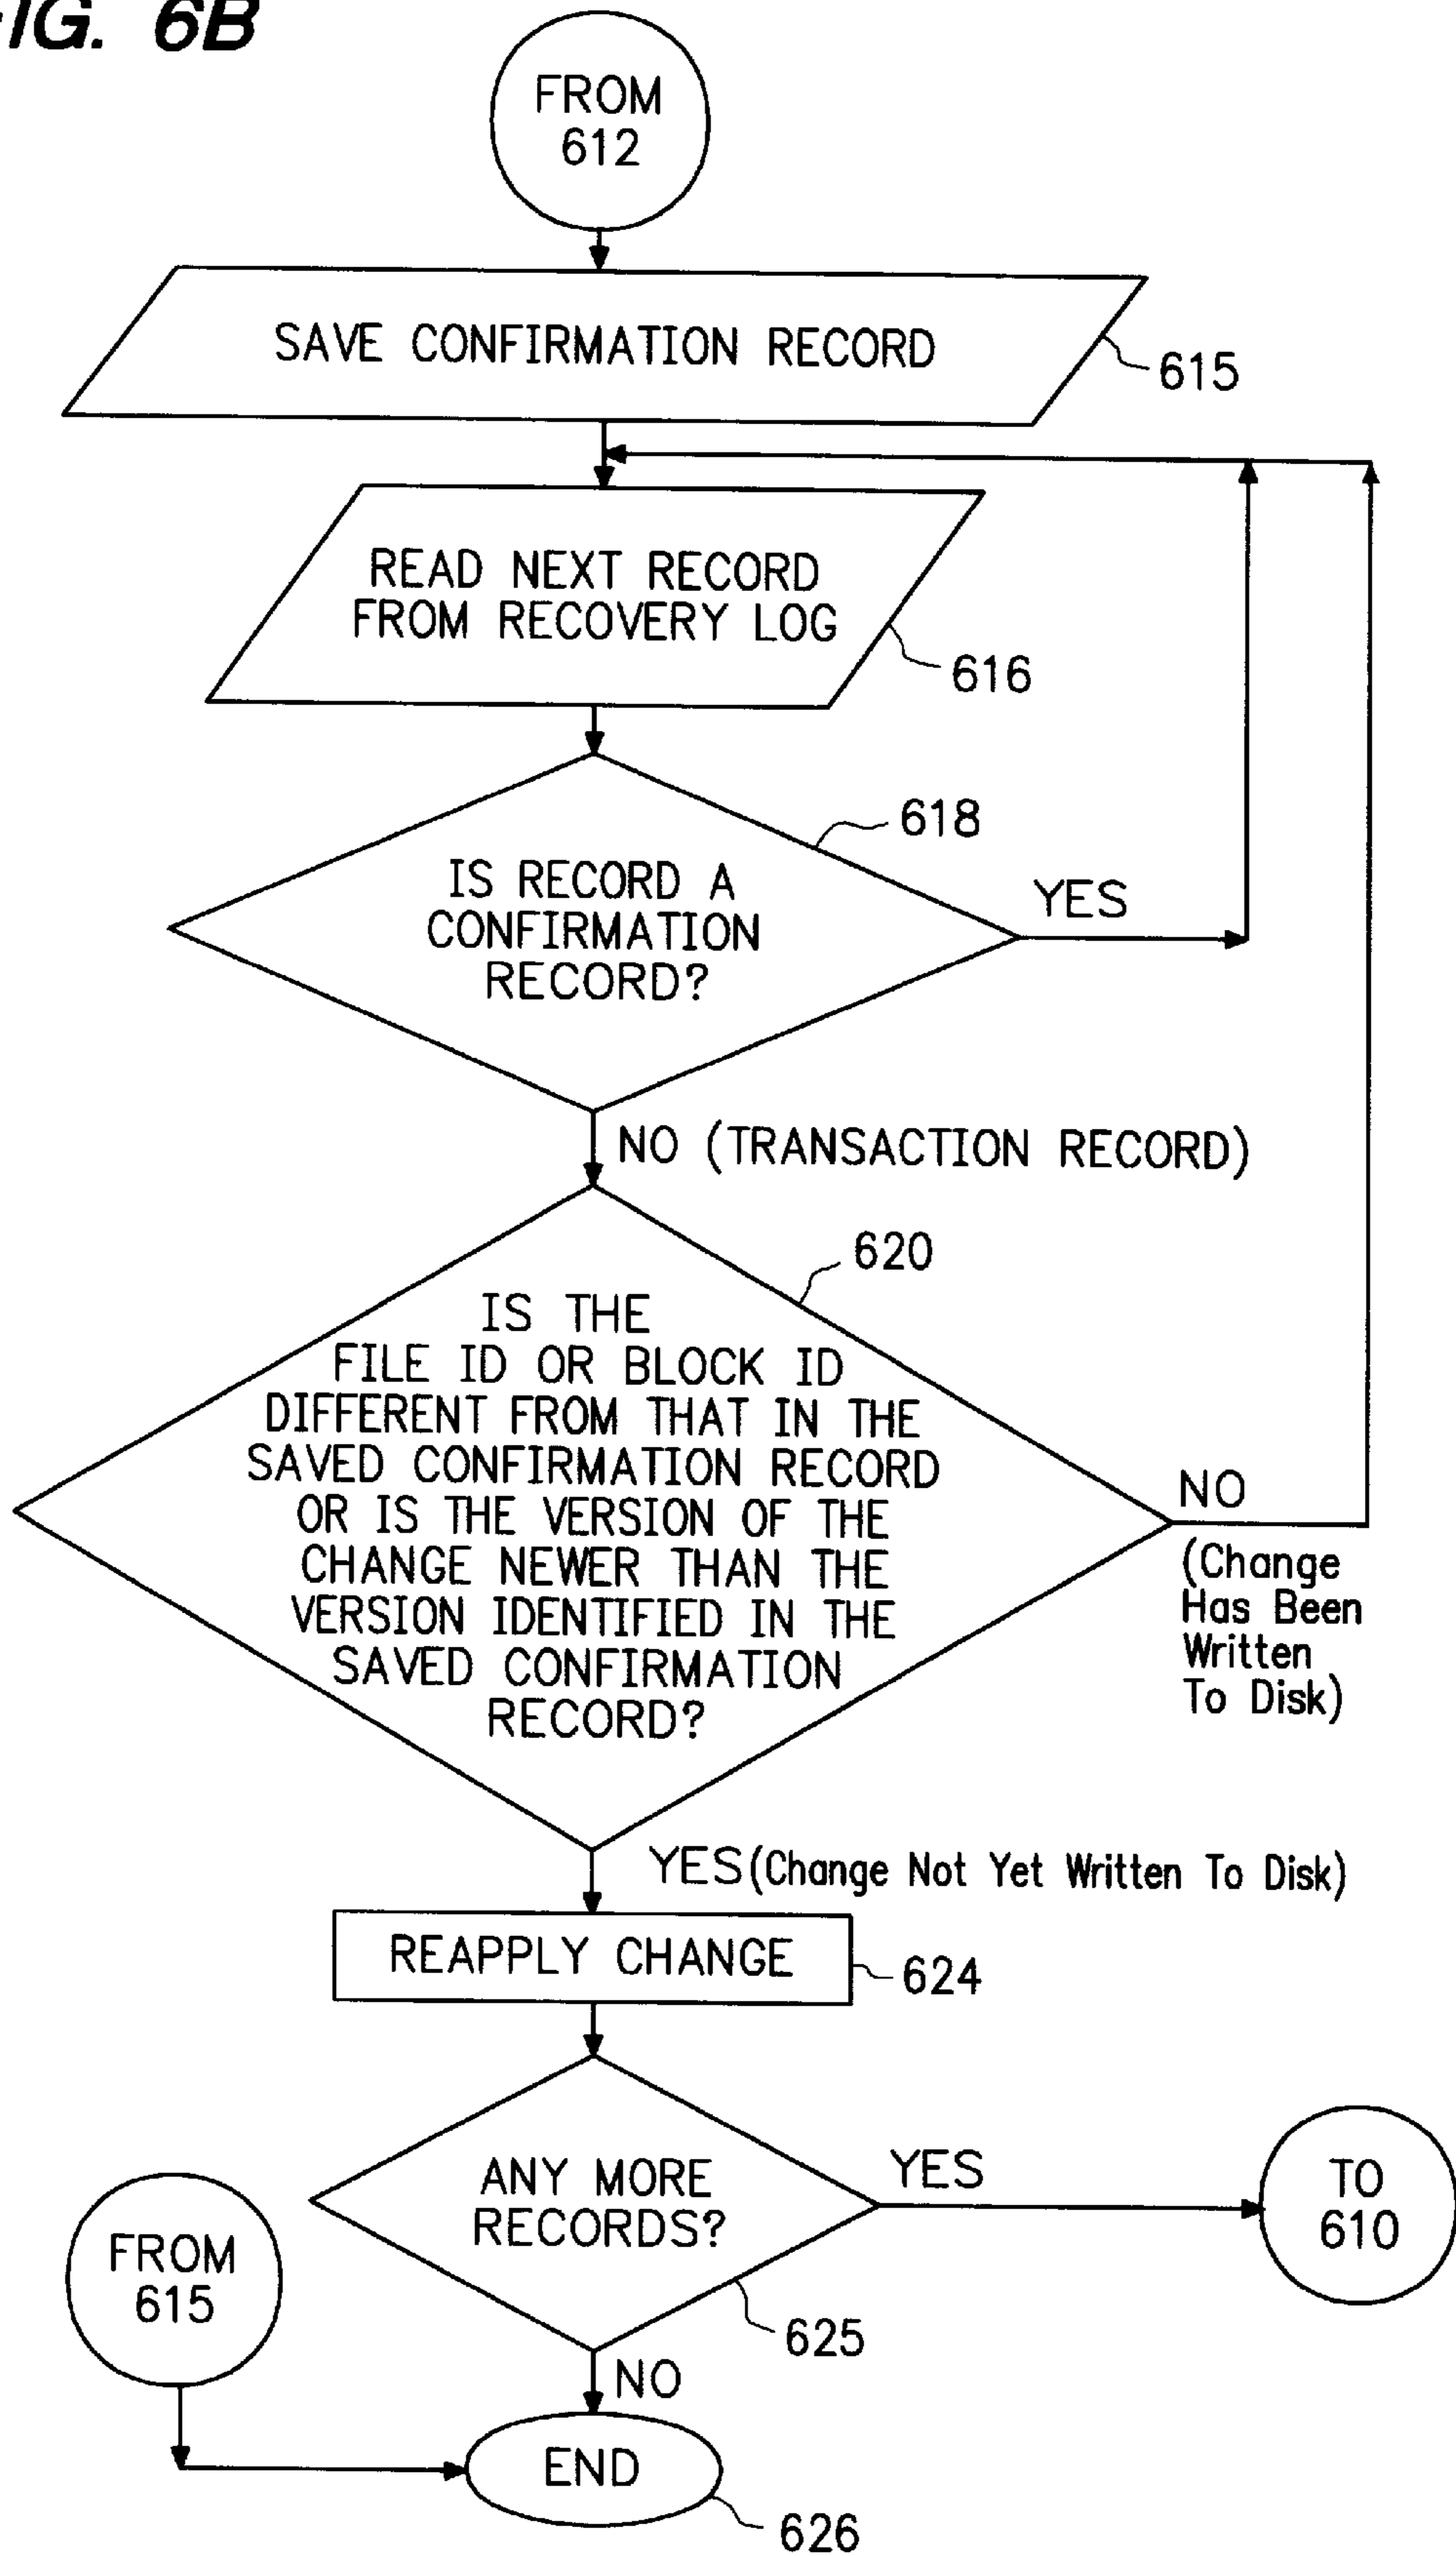 FIG. 6B
FROM
612
SAVE CONFIRMATION RECORD
615
READ NEXT RECORD
FROM RECOVERY LOG
616
618
IS RECORD A
CONFIRMATION
RECORD?
YES
NO (TRANSACTION RECORD)
620
IS THE
FILE ID OR BLOCK ID
DIFFERENT FROM THAT IN THE
SAVED CONFIRMATION RECORD
OR IS THE VERSION OF THE
CHANGE NEWER THAN THE
VERSION IDENTIFIED IN THE
SAVED CONFIRMATION
RECORD?
NO
(Change
Has Been
Written
To Disk)
YES (Change Not Yet Written To Disk)
REAPPLY CHANGE
624
ANY MORE
RECORDS?
YES
TO
610
625
FROM
615
NO
END
626